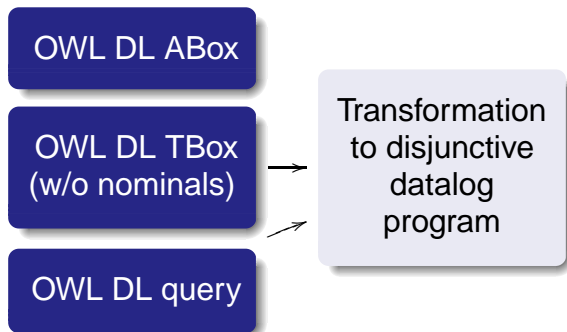 OWL DL ABox
OWL DL TBox
(w/o nominals)
OWL DL query
Transformation
to disjunctive
datalog
program